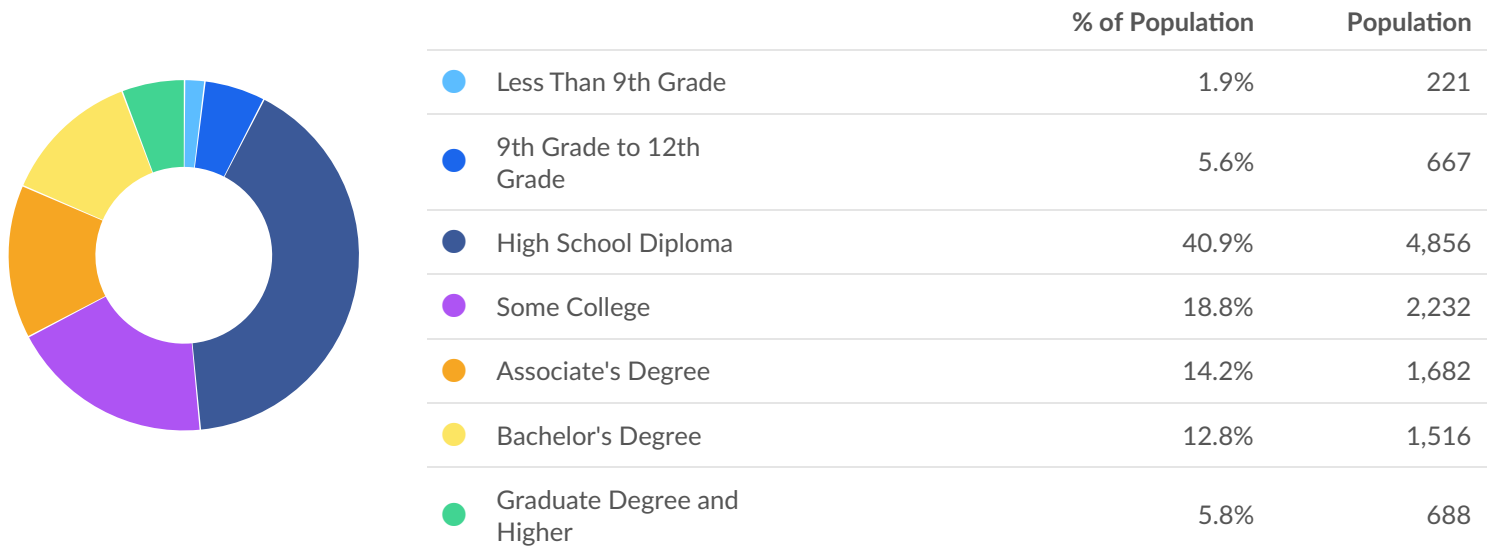 % of Population Population
Less Than 9th Grade 1.9% 221
9th Grade to 12th
Grade 5.6% 667
High School Diploma 40.9% 4,856
Some College 18.8% 2,232
Associate's Degree 14.2% 1,682
Bachelor's Degree 12.8% 1,516
Graduate Degree and
Higher 5.8% 688